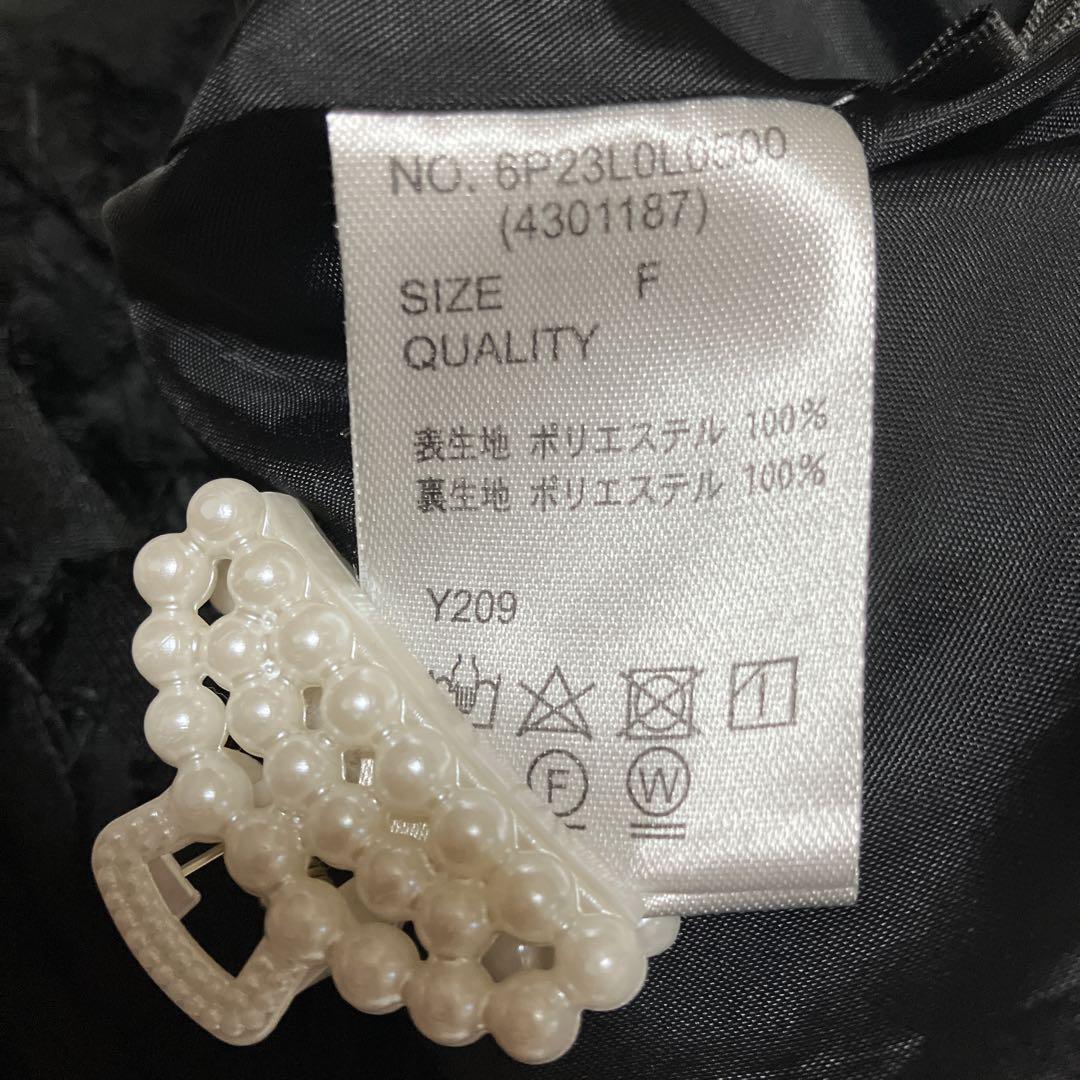 NO. 6P23L0L0500
(4301187)
SIZE F
QUALITY
表生地 ポリエステル 100%
裏生地 ポリエステル 100%
Y209
F W